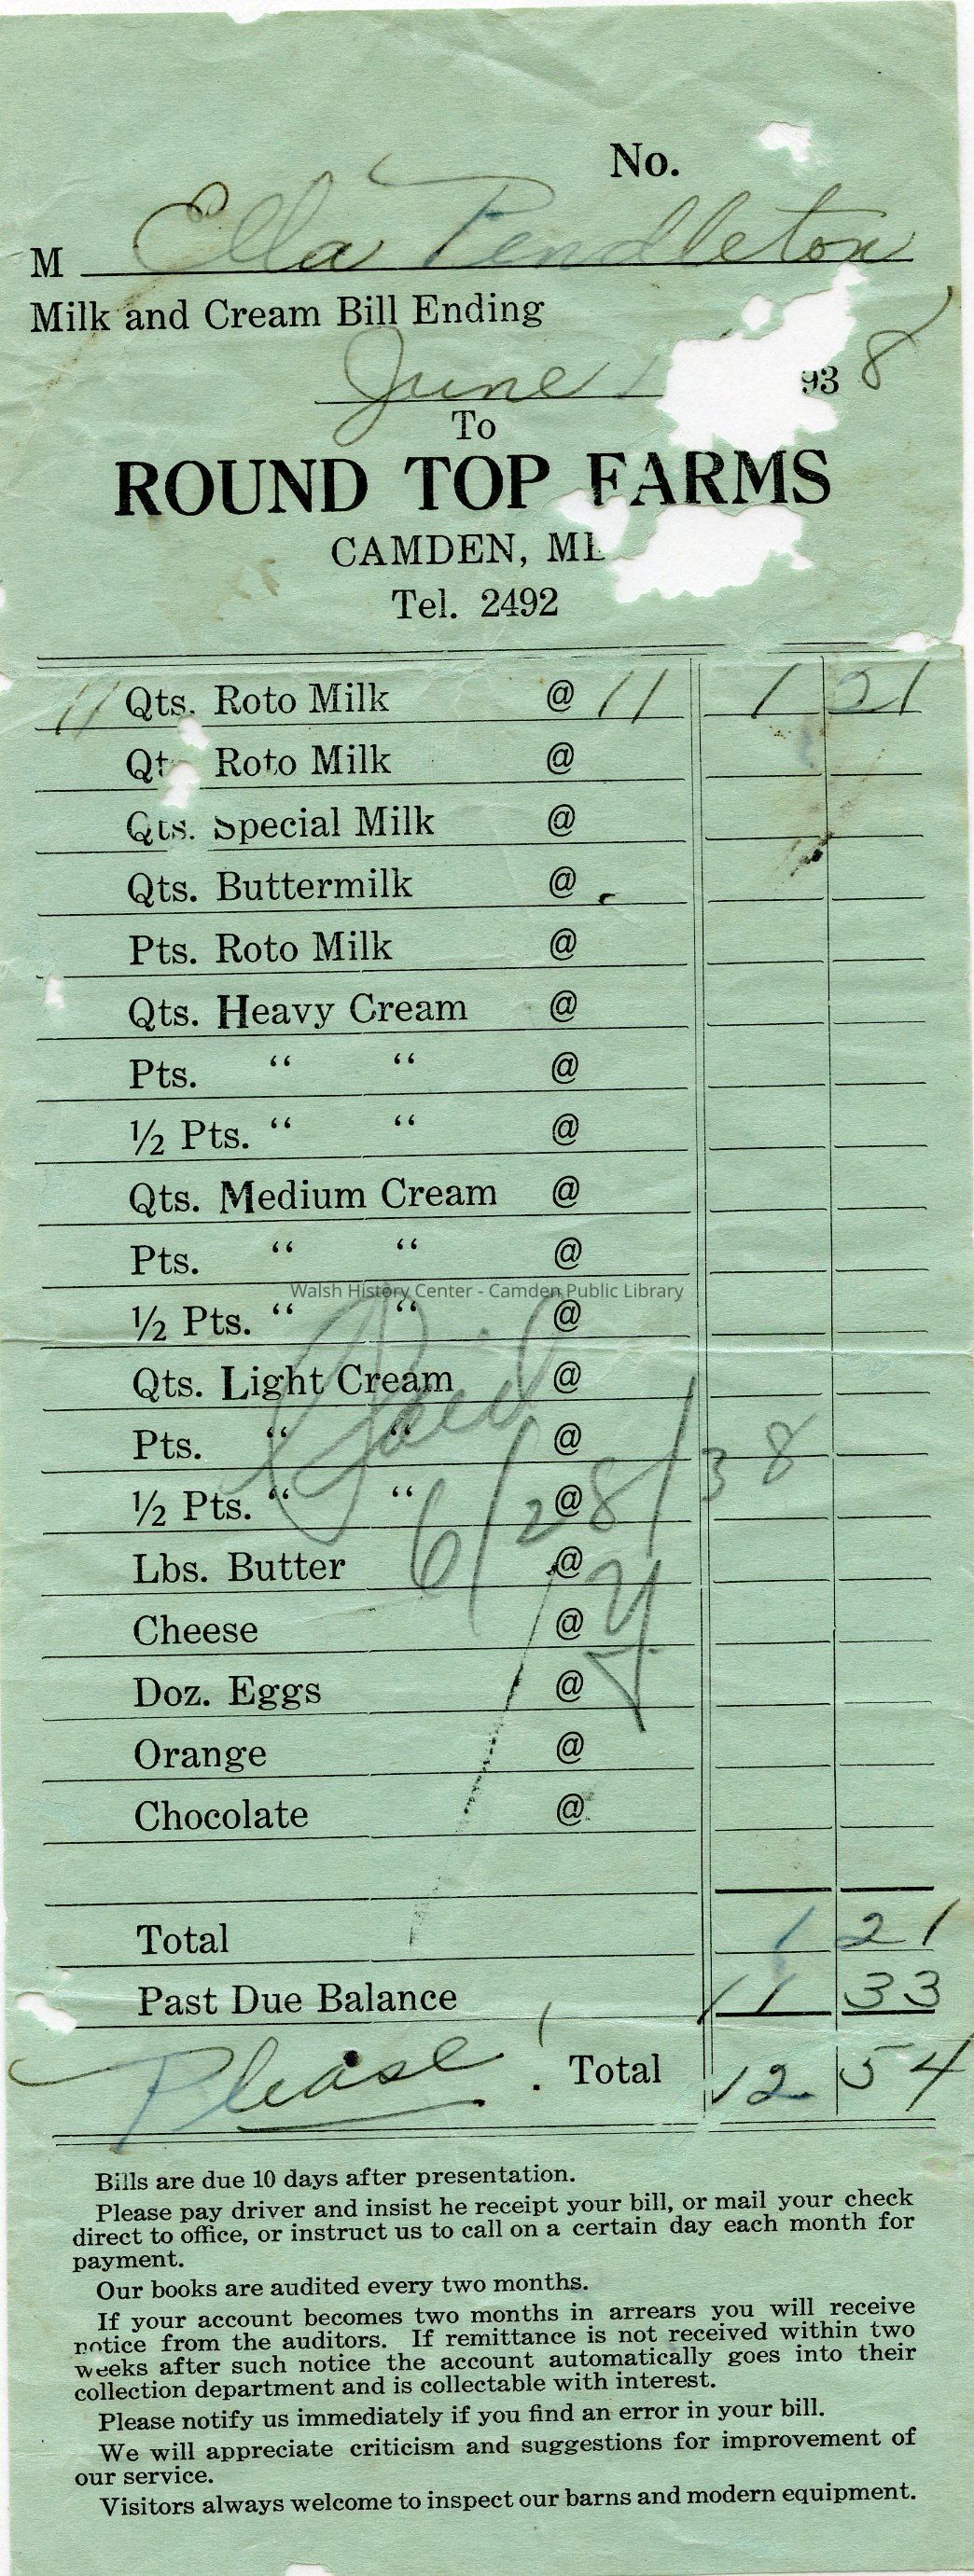 No.
M Ella Pendleton
Milk and Cream Bill Ending
June 1 938
To
ROUND TOP FARMS
CAMDEN, ME
Tel. 2492
11 Qts. Roto Milk @ 11 1 21
Qt Roto Milk @
Qts. Special Milk @
Qts. Buttermilk @
Pts. Roto Milk @
Qts. Heavy Cream @
Pts. “ “ @
½ Pts. “ “ @
Qts. Medium Cream @
Pts. “ “ @
Walsh History Center - Camden Public Library
½ Pts. “ “ @
Qts. Light Cream @
Paid
Pts. “ “ @
½ Pts. “ “ @
6/28/38
Lbs. Butter @
Cheese @
Doz. Eggs @
Orange @
Chocolate @
Total 1 21
Past Due Balance 11 33
Please! Total 12 54
Bills are due 10 days after presentation.
Please pay driver and insist he receipt your bill, or mail your check
direct to office, or instruct us to call on a certain day each month for
payment.
Our books are audited every two months.
If your account becomes two months in arrears you will receive
notice from the auditors. If remittance is not received within two
weeks after such notice the account automatically goes into their
collection department and is collectable with interest.
Please notify us immediately if you find an error in your bill.
We will appreciate criticism and suggestions for improvement of
our service.
Visitors always welcome to inspect our barns and modern equipment.